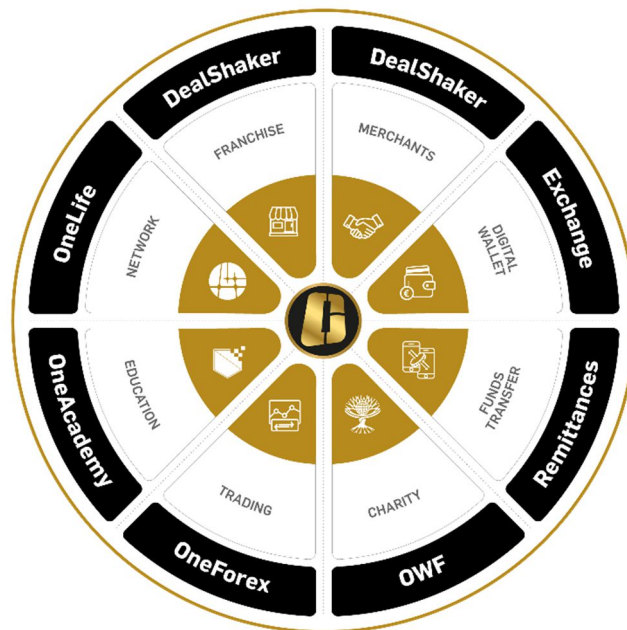 DealShaker
MERCHANTS
Exchange
DIGITAL
WALLET
Remittances
FUNDS
TRANSFER
OWF
CHARITY
OneForex
TRADING
OneAcademy
EDUCATION
OneLife
NETWORK
DealShaker
FRANCHISE